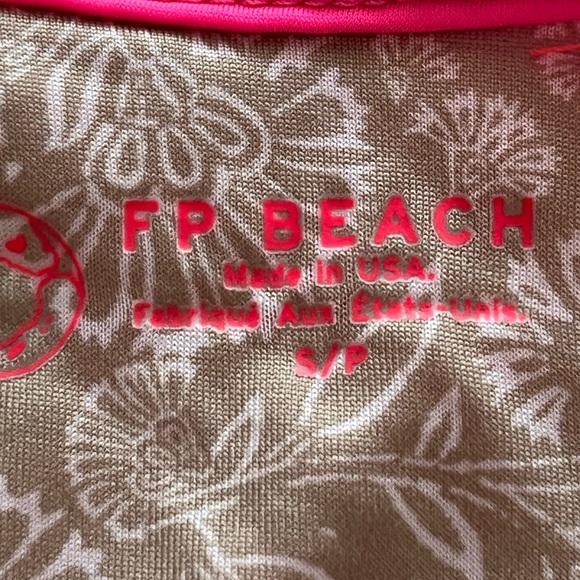 FP BEACH
Made in USA.
Fabriqué Aux États-Unis.
S/P